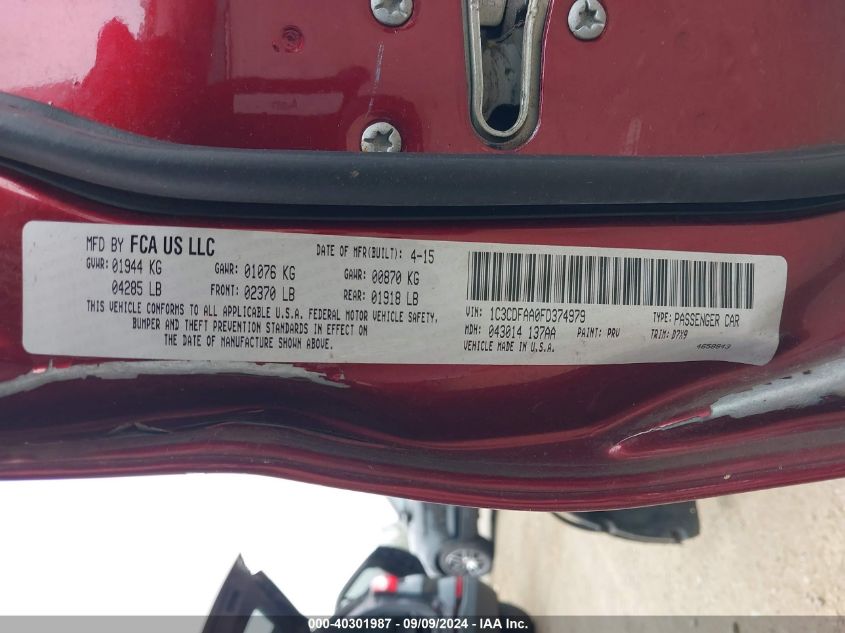 MFD BY FCA US LLC DATE OF MFR(BUILT): 4-15
GVWR: 01944 KG GAWR: 01076 KG GAWR: 00870 KG
04285 LB FRONT: 02370 LB REAR: 01918 LB
THIS VEHICLE CONFORMS TO ALL APPLICABLE U.S.A. FEDERAL MOTOR VEHICLE SAFETY,
BUMPER AND THEFT PREVENTION STANDARDS IN EFFECT ON
THE DATE OF MANUFACTURE SHOWN ABOVE.
VIN: 1C3CDFAA0FD374979 TYPE: PASSENGER CAR
MDH: 043014 137AA PAINT: PRV TRIM: D7X9
VEHICLE MADE IN U.S.A. 4658913
000-40301987 - 09/09/2024 - IAA Inc.